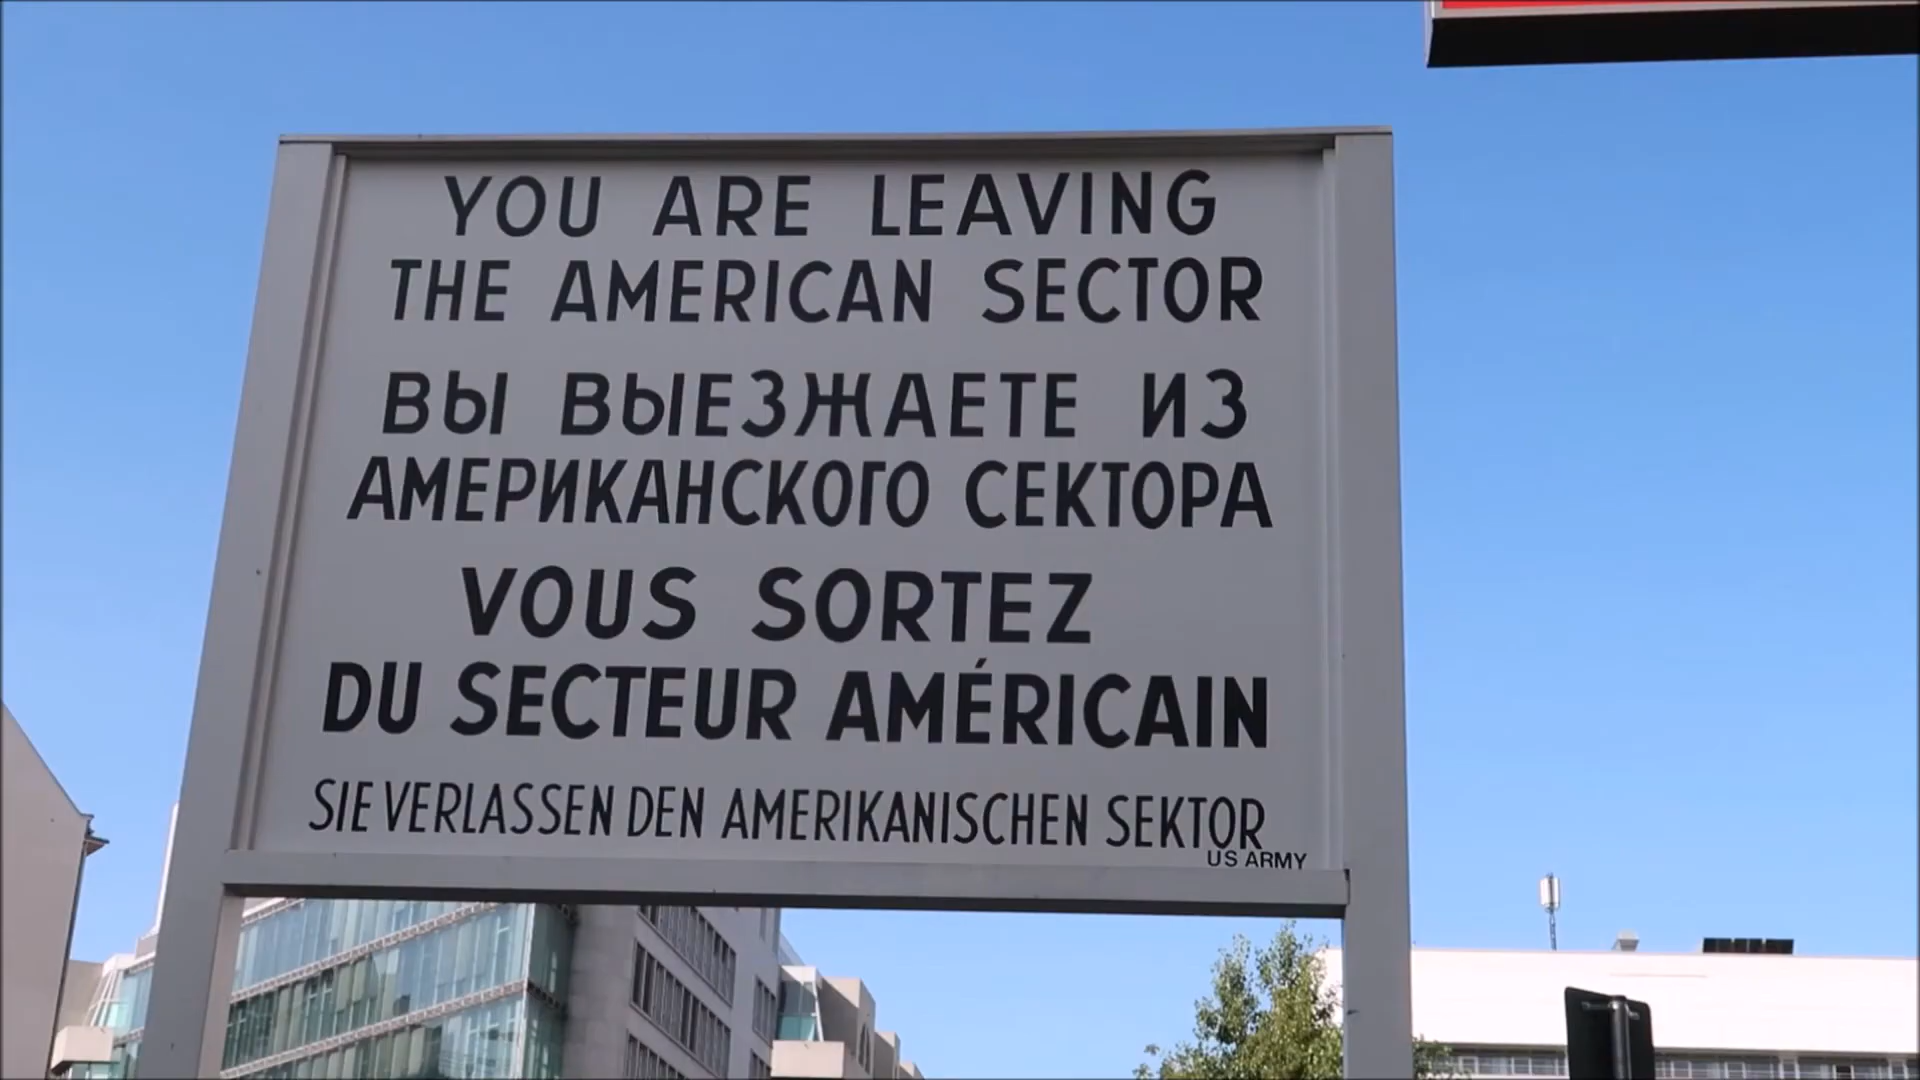 YOU ARE LEAVING
THE AMERICAN SECTOR
ВЫ ВЫЕЗЖАЕТЕ ИЗ
АМЕРИКАНСКОГО СЕКТОРА
VOUS SORTEZ
DU SECTEUR AMÉRICAIN
SIE VERLASSEN DEN AMERIKANISCHEN SEKTOR
US ARMY